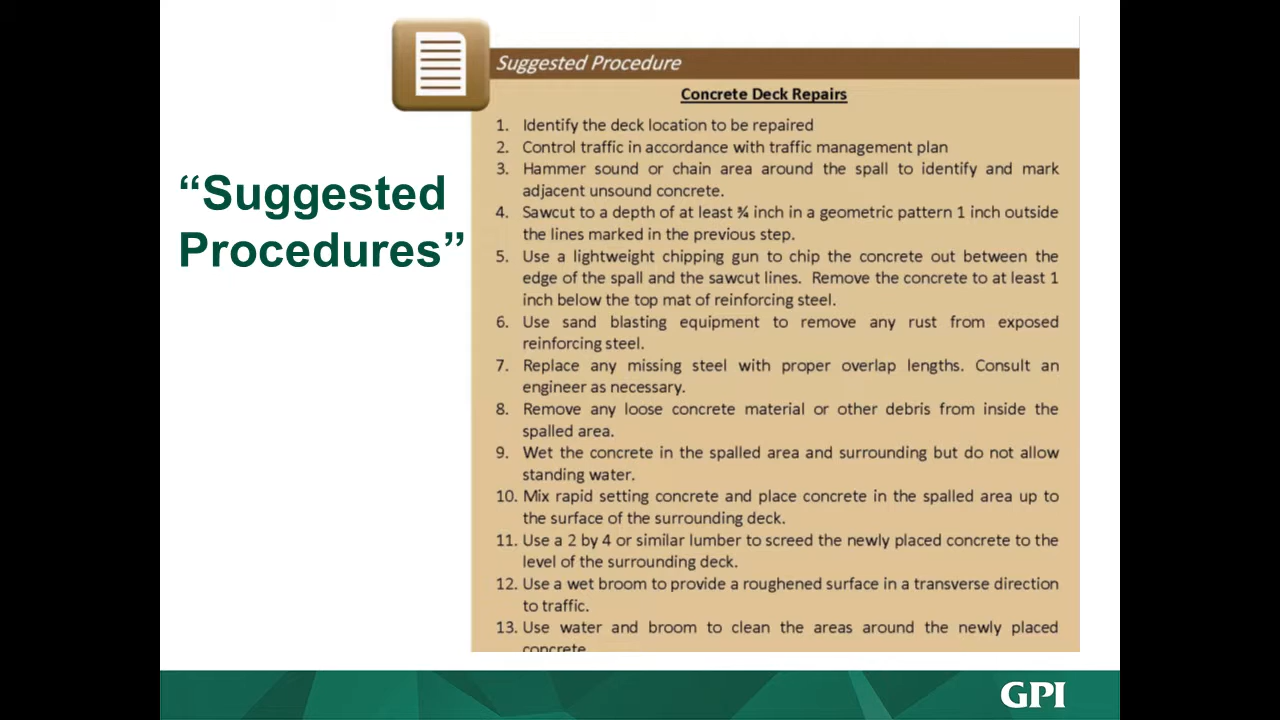 “Suggested
Procedures”
Suggested Procedure
Concrete Deck Repairs
1. Identify the deck location to be repaired
2. Control traffic in accordance with traffic management plan
3. Hammer sound or chain area around the spall to identify and mark
adjacent unsound concrete.
4. Sawcut to a depth of at least ¾ inch in a geometric pattern 1 inch outside
the lines marked in the previous step.
5. Use a lightweight chipping gun to chip the concrete out between the
edge of the spall and the sawcut lines. Remove the concrete to at least 1
inch below the top mat of reinforcing steel.
6. Use sand blasting equipment to remove any rust from exposed
reinforcing steel.
7. Replace any missing steel with proper overlap lengths. Consult an
engineer as necessary.
8. Remove any loose concrete material or other debris from inside the
spalled area.
9. Wet the concrete in the spalled area and surrounding but do not allow
standing water.
10. Mix rapid setting concrete and place concrete in the spalled area up to
the surface of the surrounding deck.
11. Use a 2 by 4 or similar lumber to screed the newly placed concrete to the
level of the surrounding deck.
12. Use a wet broom to provide a roughened surface in a transverse direction
to traffic.
13. Use water and broom to clean the areas around the newly placed
concrete
GPI